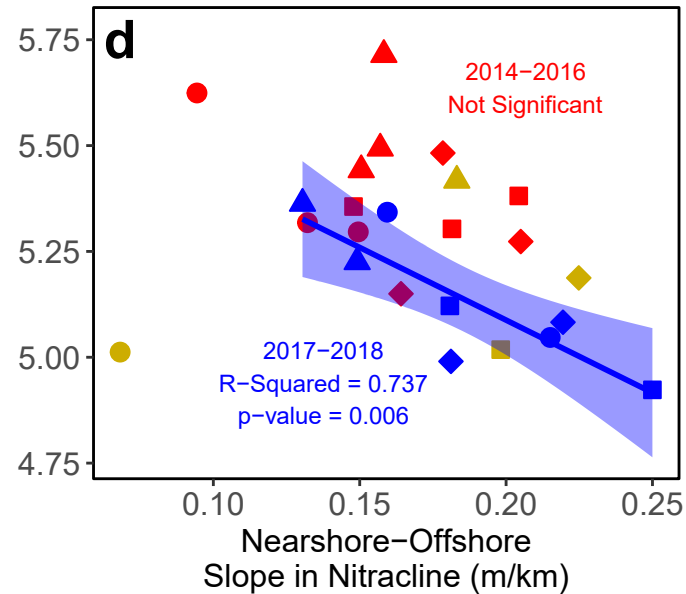 d
5.75
5.50
5.25
5.00
4.75
2014−2016
Not Significant
2017−2018
R−Squared = 0.737
p−value = 0.006
0.10 0.15 0.20 0.25
Nearshore−Offshore
Slope in Nitracline (m/km)